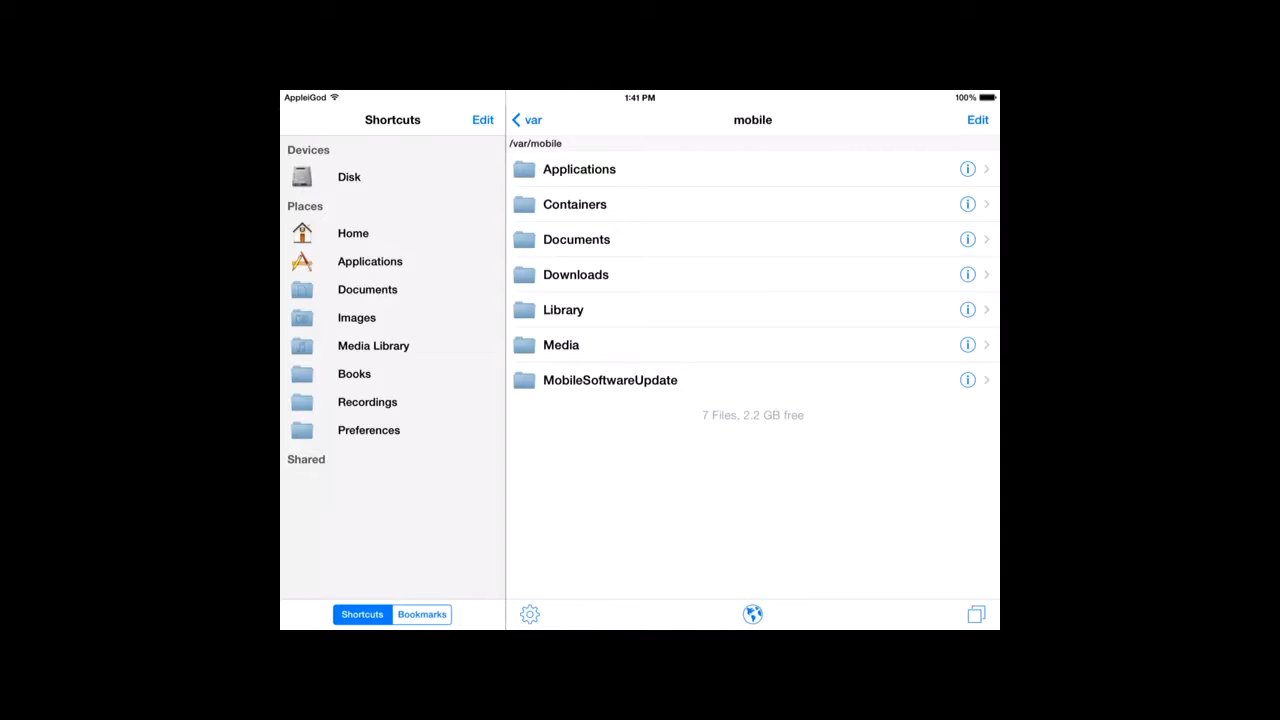 AppleiGod
1:41 PM
100%
Shortcuts
Edit
Devices
Disk
Places
Home
Applications
Documents
Images
Media Library
Books
Recordings
Preferences
Shared
Shortcuts
Bookmarks
var
mobile
Edit
/var/mobile
Applications
Containers
Documents
Downloads
Library
Media
MobileSoftwareUpdate
7 Files, 2.2 GB free